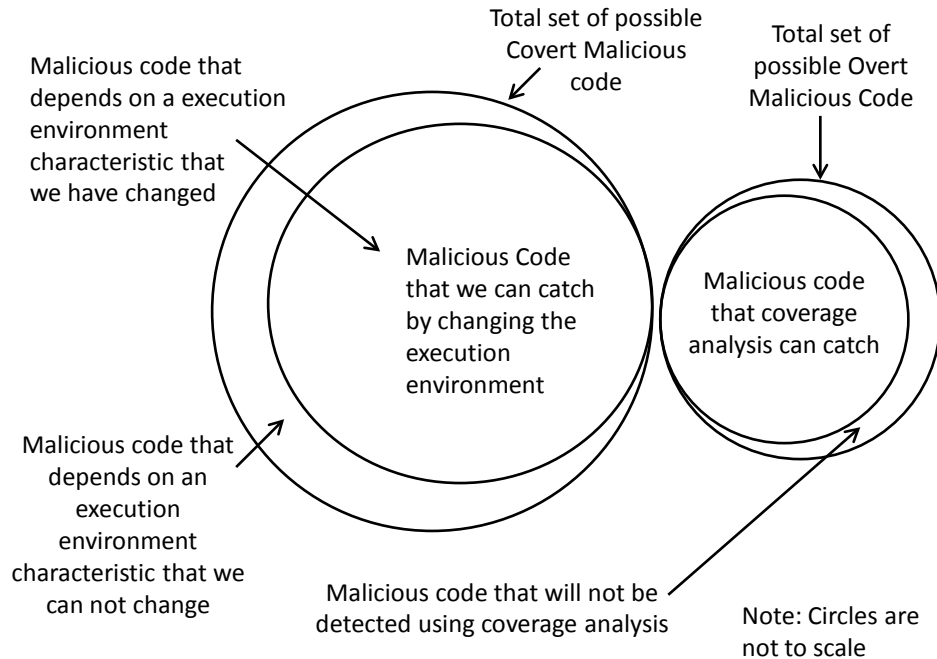 Total set of possible
Covert Malicious
code
Total set of
possible Overt
Malicious Code
Malicious code that
depends on a execution
environment
characteristic that
we have changed
Malicious Code
that we can catch
by changing the
execution
environment
Malicious code
that coverage
analysis can catch
Malicious code that
depends on an
execution
environment
characteristic that we
can not change
Malicious code that will not be
detected using coverage analysis
Note: Circles are
not to scale